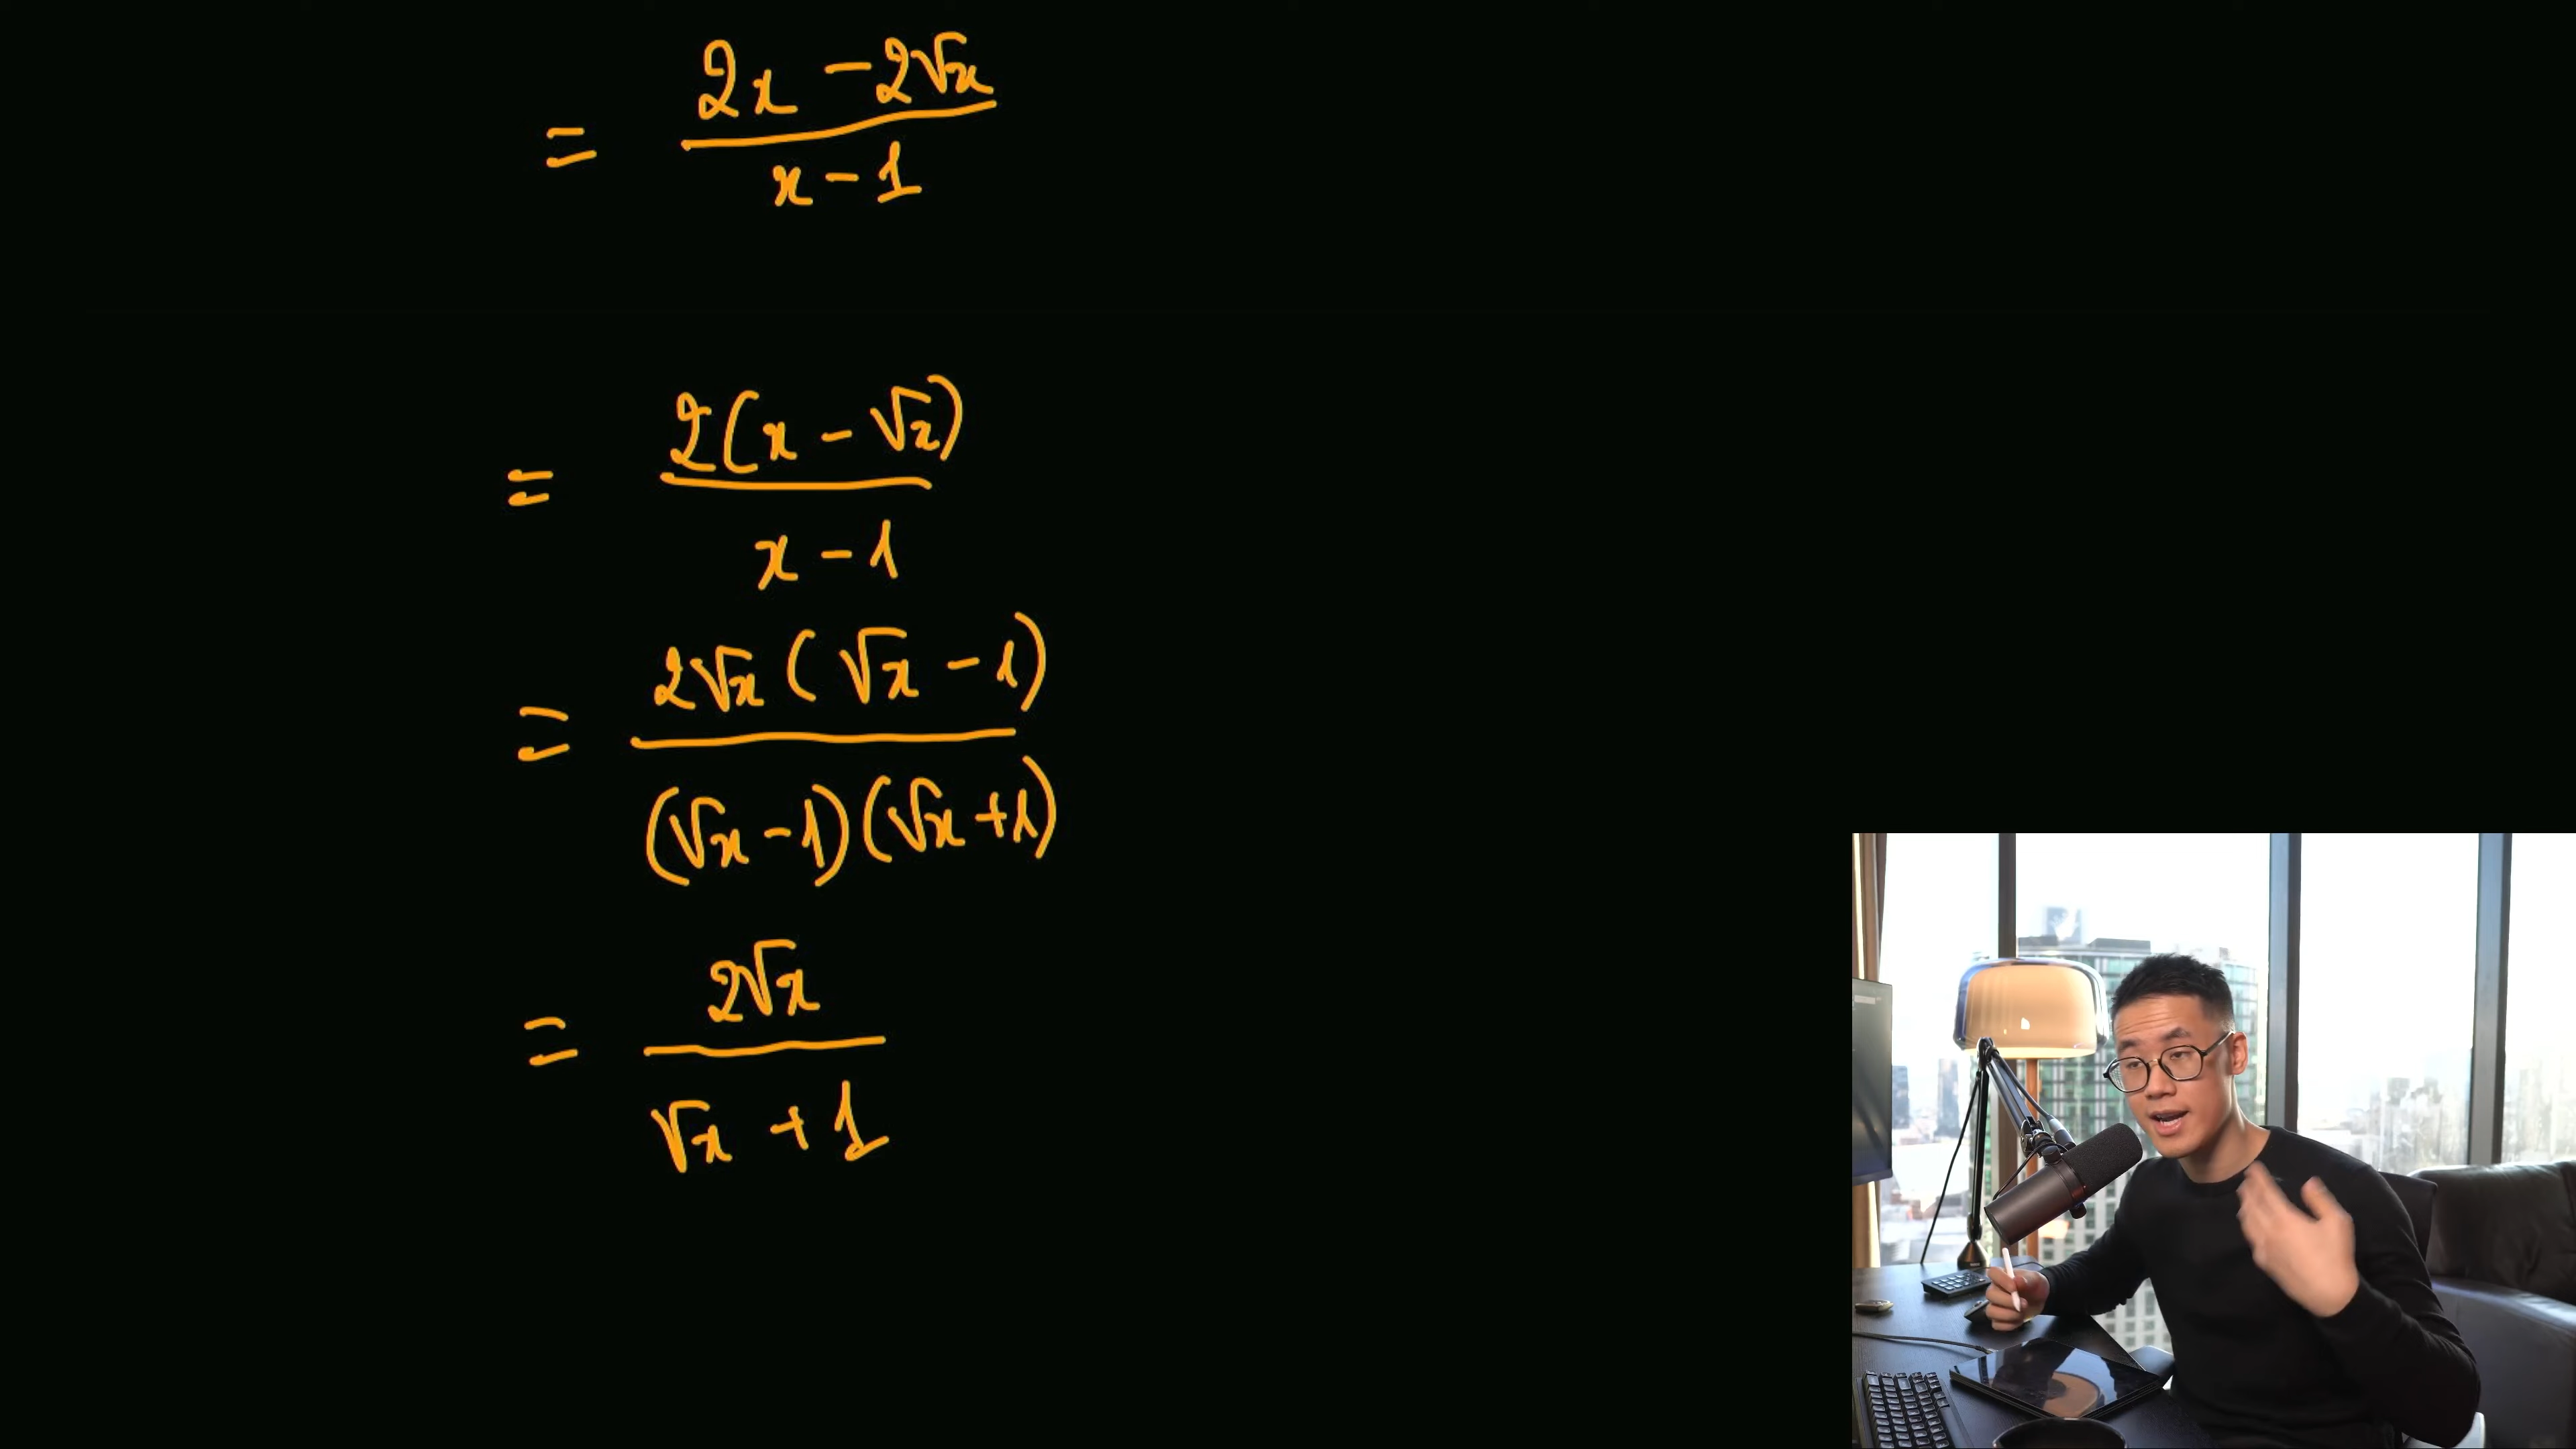 = (2x - 2√x) / (x - 1)
= 2(x - √x) / (x - 1)
= 2√x (√x - 1) / (√x - 1)(√x + 1)
= 2√x / (√x + 1)